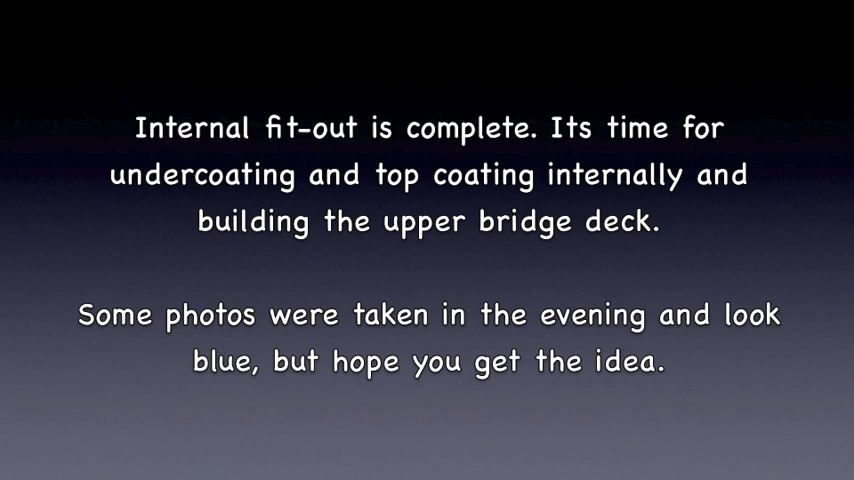 Internal fit-out is complete. Its time for
undercoating and top coating internally and
building the upper bridge deck.
Some photos were taken in the evening and look
blue, but hope you get the idea.